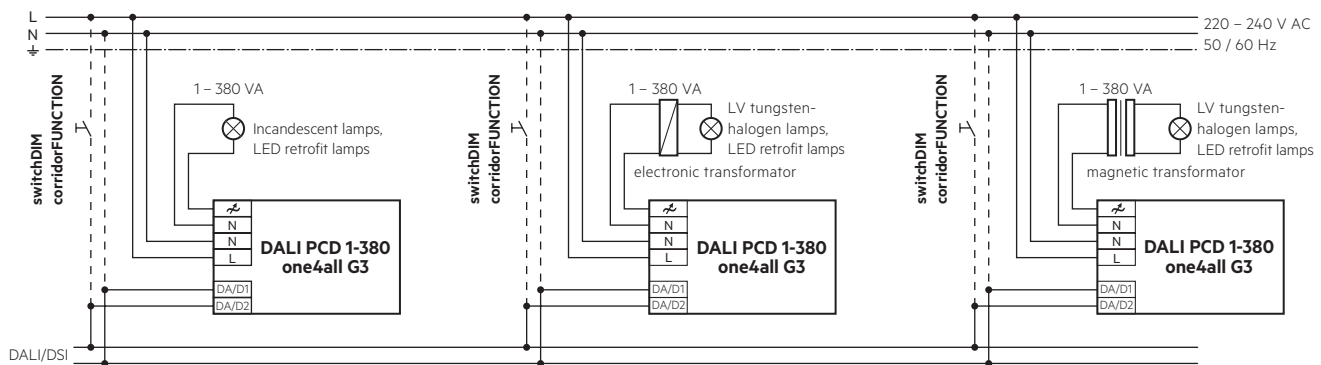 L
N
220 – 240 V AC
50 / 60 Hz
switchDIM
corridorFUNCTION
1 – 380 VA
Incandescent lamps,
LED retrofit lamps
N
N
L
DA/D1
DA/D2
DALI PCD 1-380
one4all G3
switchDIM
corridorFUNCTION
1 – 380 VA
LV tungsten-
halogen lamps,
LED retrofit lamps
electronic transformator
N
N
L
DA/D1
DA/D2
DALI PCD 1-380
one4all G3
switchDIM
corridorFUNCTION
1 – 380 VA
LV tungsten-
halogen lamps,
LED retrofit lamps
magnetic transformator
N
N
L
DA/D1
DA/D2
DALI PCD 1-380
one4all G3
DALI/DSI